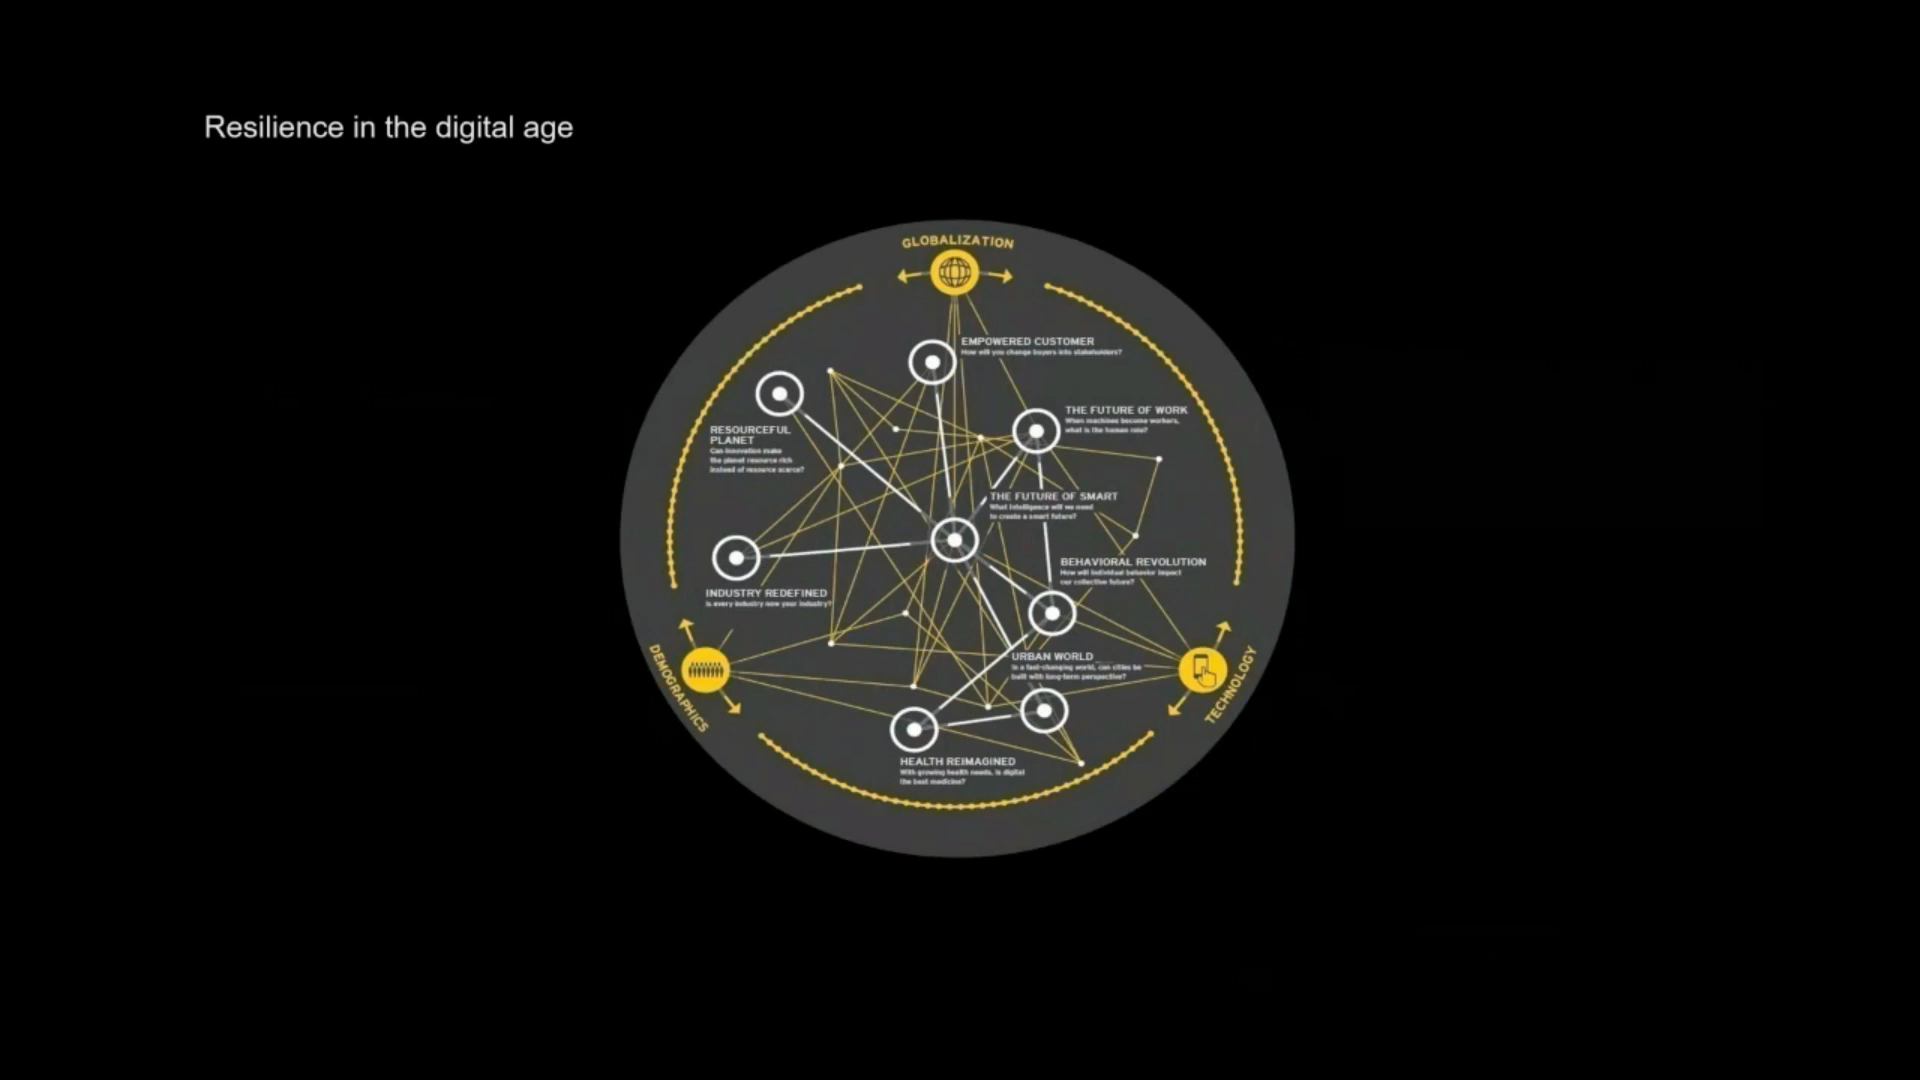 Resilience in the digital age
GLOBALIZATION
EMPOWERED CUSTOMER
How will you change buyers into stakeholders?
THE FUTURE OF WORK
When machines become workers,
what is the human role?
RESOURCEFUL
PLANET
Can innovation make
the planet resource rich
instead of resource scarce?
THE FUTURE OF SMART
What intelligence will we need
to create a smart future?
BEHAVIORAL REVOLUTION
How will individual behavior impact
our collective future?
INDUSTRY REDEFINED
Is every industry now your industry?
DEMOGRAPHICS
URBAN WORLD
In a fast-changing world, can cities be
built with long-term perspective?
TECHNOLOGY
HEALTH REIMAGINED
With growing health needs, is digital
the best medicine?